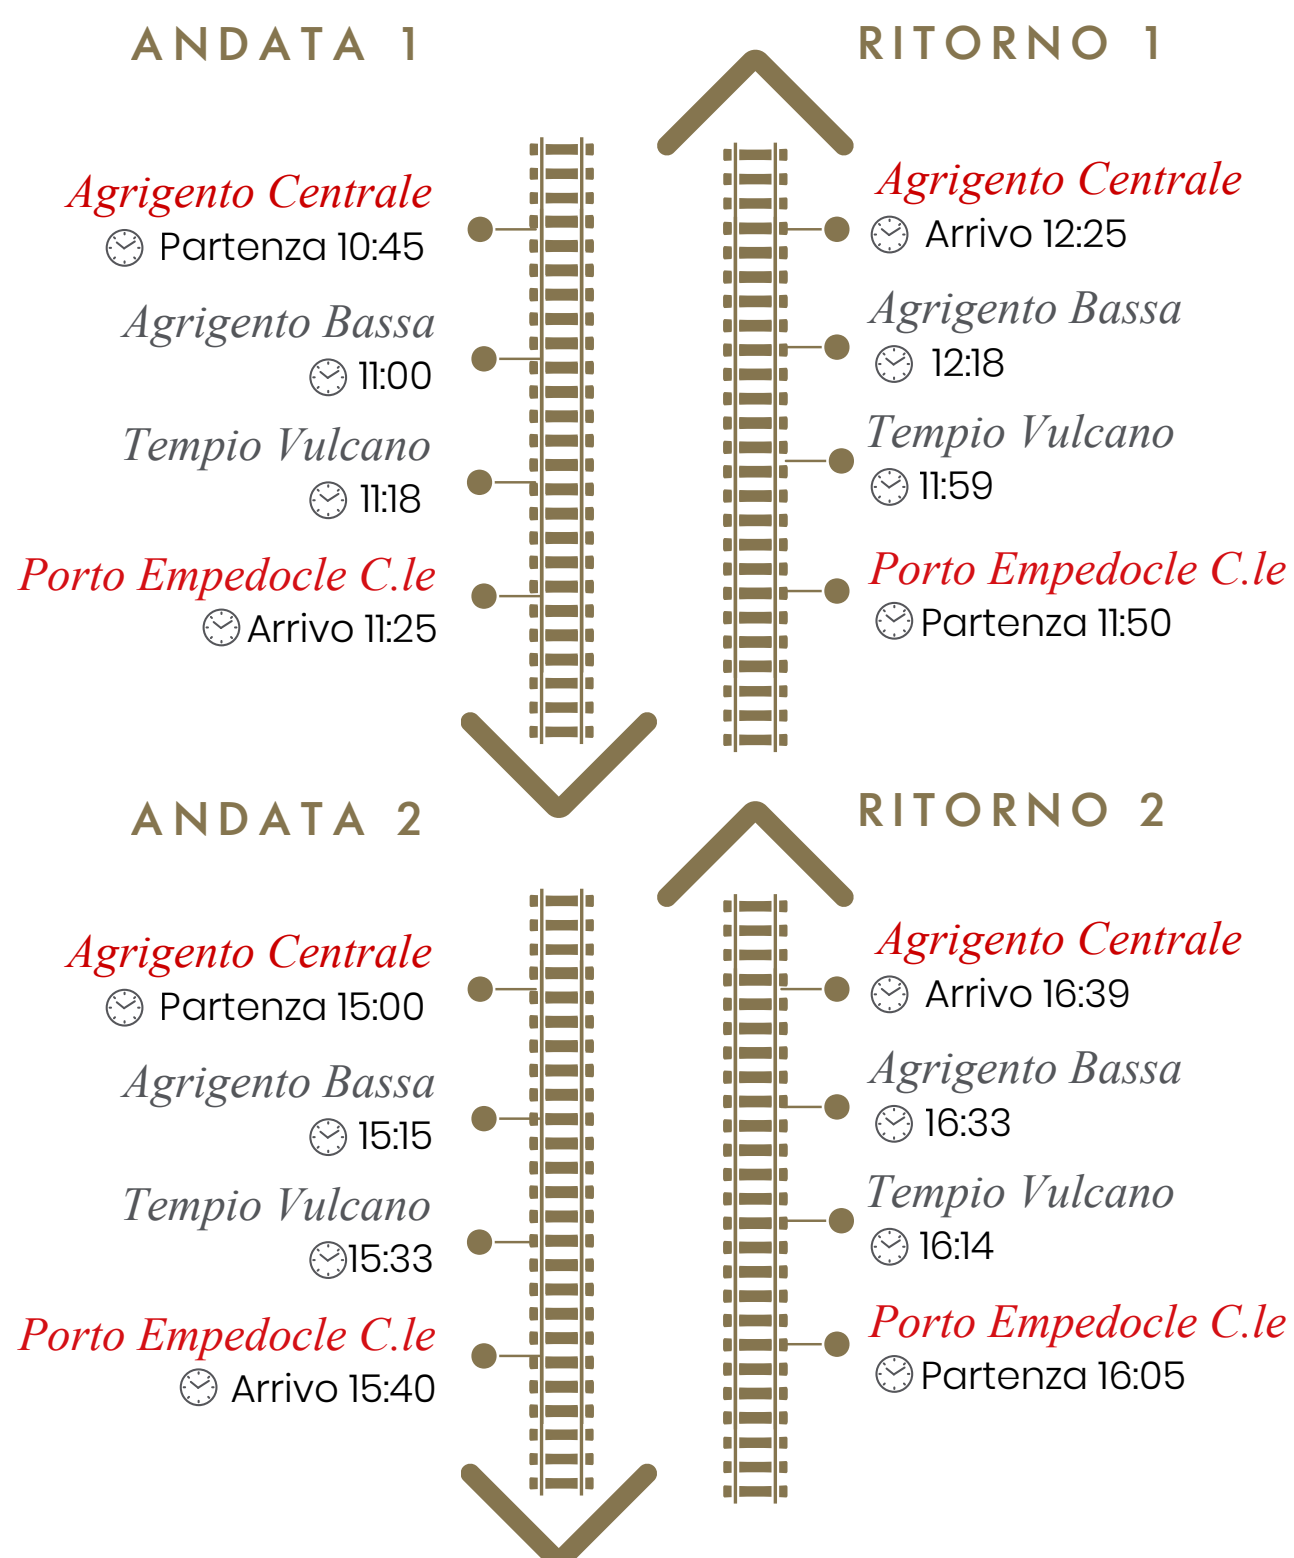 ANDATA 1
Agrigento Centrale
Partenza 10:45
Agrigento Bassa
11:00
Tempio Vulcano
11:18
Porto Empedocle C.le
Arrivo 11:25
RITORNO 1
Agrigento Centrale
Arrivo 12:25
Agrigento Bassa
12:18
Tempio Vulcano
11:59
Porto Empedocle C.le
Partenza 11:50
ANDATA 2
Agrigento Centrale
Partenza 15:00
Agrigento Bassa
15:15
Tempio Vulcano
15:33
Porto Empedocle C.le
Arrivo 15:40
RITORNO 2
Agrigento Centrale
Arrivo 16:39
Agrigento Bassa
16:33
Tempio Vulcano
16:14
Porto Empedocle C.le
Partenza 16:05